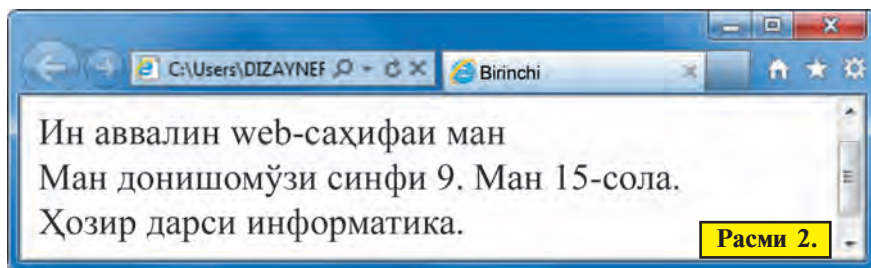 C:\Users\DIZAYNEF
Birinchi
Ин аввалин web-саҳифаи ман
Ман донишомӯзи синфи 9. Ман 15-сола.
Ҳозир дарси информатика.
Расми 2.